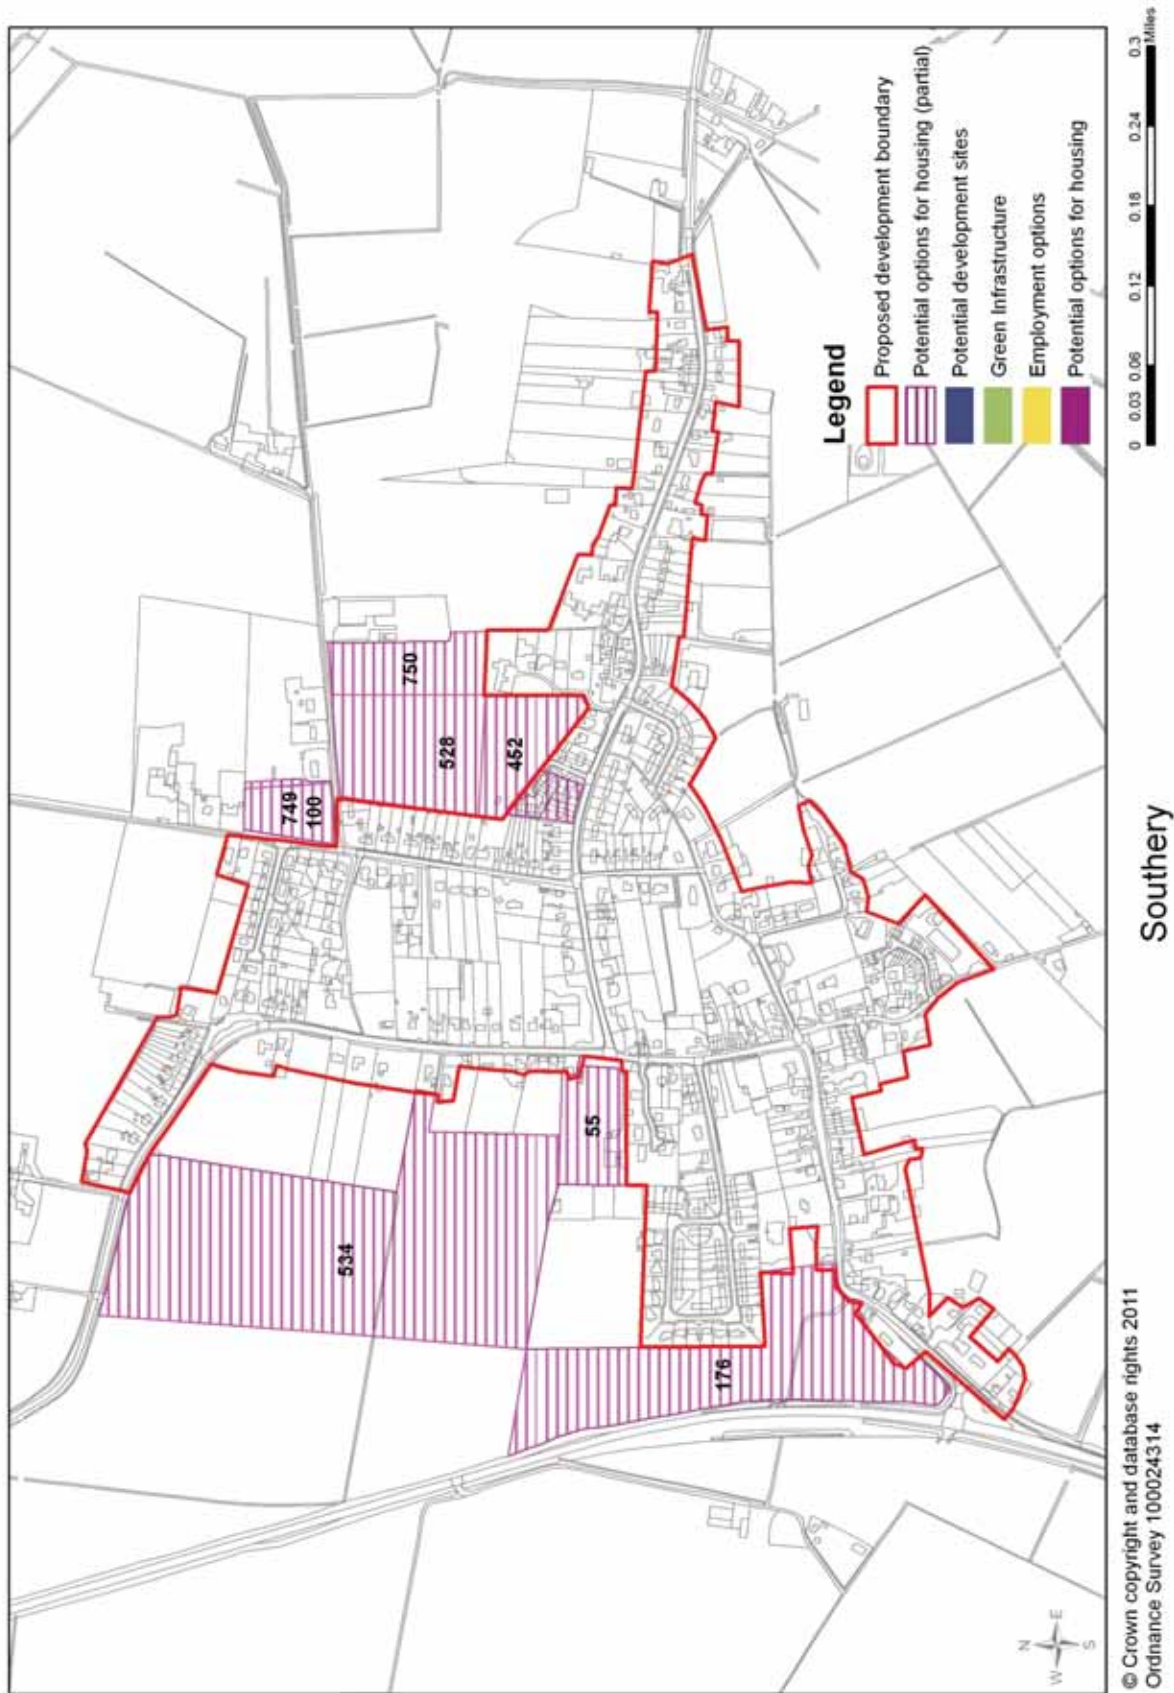 750
528
452
749
100
534
55
176
Legend
Proposed development boundary
Potential options for housing (partial)
Potential development sites
Green Infrastructure
Employment options
Potential options for housing
N
W E
S
© Crown copyright and database rights 2011
Ordnance Survey 100024314
Southery
0 0.03 0.06 0.12 0.18 0.24 0.3
Miles